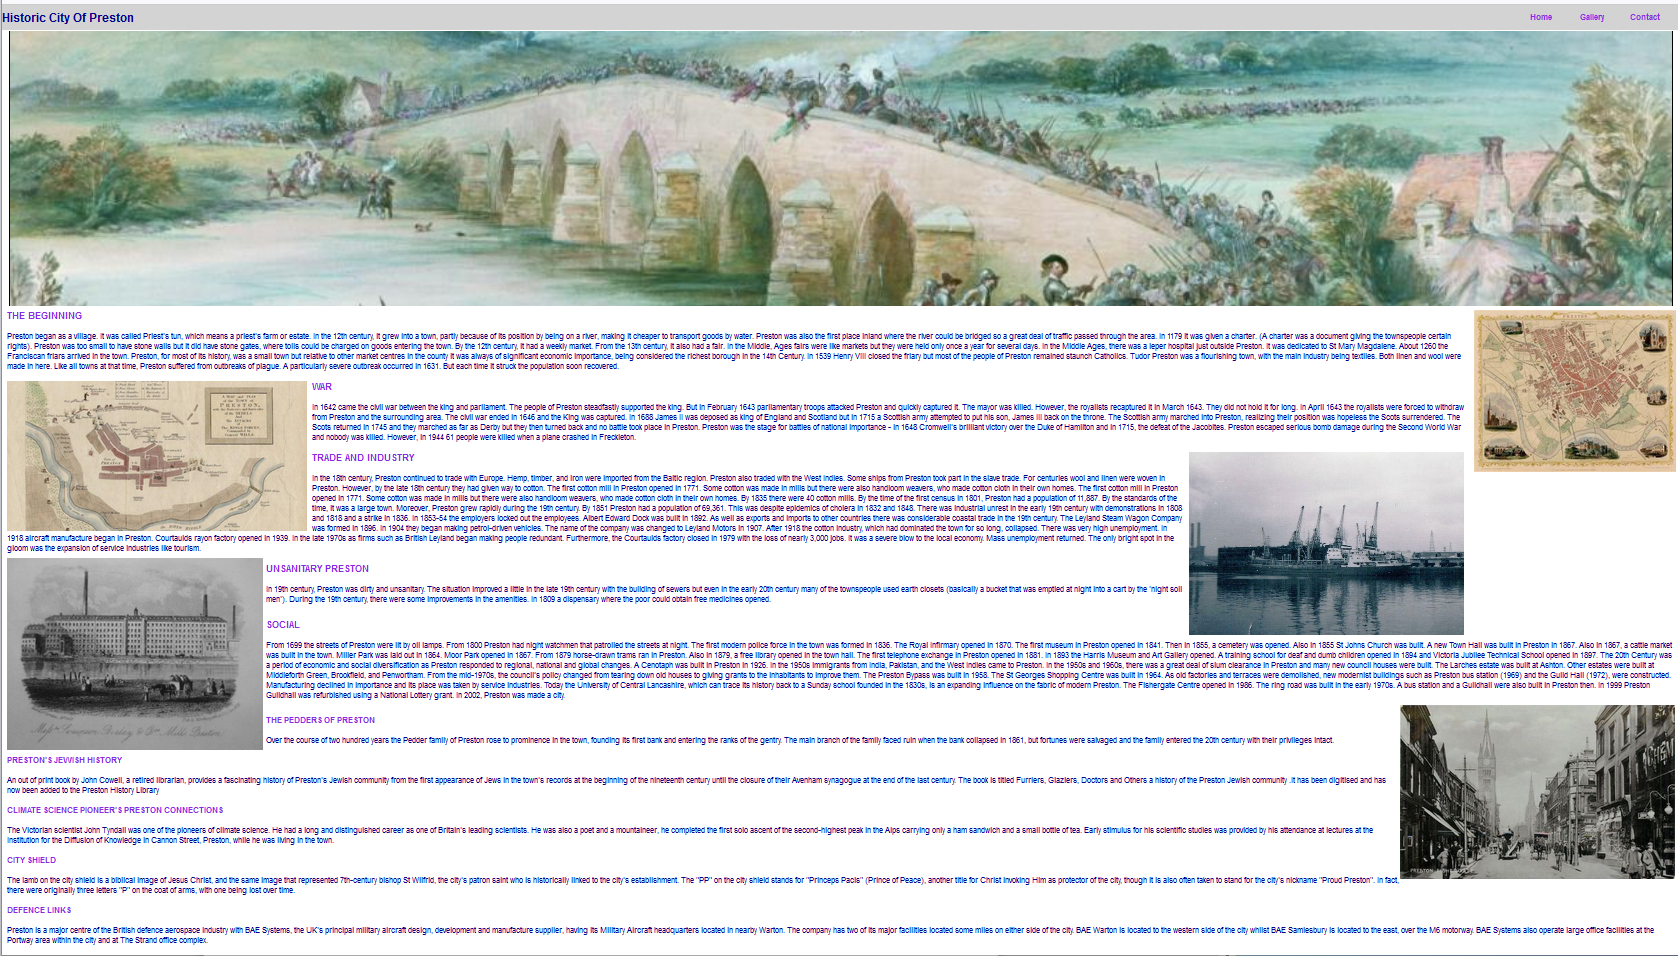 Historic City Of Preston
Home Gallery Contact
THE BEGINNING
Preston began as a village. It was called Priest's tun, which means a priest's farm or estate. In the 12th century, it grew into a town, partly because of its position by being on a river, making it cheaper to transport goods by water. Preston was also the first place inland where the river could be bridged so a great deal of traffic passed through the area. In 1179 it was given a charter. (A charter was a document giving the townspeople certain
rights). Preston was too small to have stone walls but it did have stone gates, where tolls could be charged on goods entering the town. By the 12th century, it had a weekly market. From the 13th century, it also had a fair. In the Middle, Ages fairs were like markets but they were held only once a year for several days. In the Middle Ages, there was a leper hospital just outside Preston. It was dedicated to St Mary Magdalene. About 1260 the
Franciscan friars arrived in the town. Preston, for most of its history, was a small town but relative to other market centres in the county it was always of significant economic importance, being considered the richest borough in the 14th Century. In 1539 Henry VIII closed the friary but most of the people of Preston remained staunch Catholics. Tudor Preston was a flourishing town, with the main industry being textiles. Both linen and wool were
made in here. Like all towns at that time, Preston suffered from outbreaks of plague. A particularly severe outbreak occurred in 1631. But each time it struck the population soon recovered.
WAR
In 1642 came the civil war between the king and parliament. The people of Preston steadfastly supported the king. But in February 1643 parliamentary troops attacked Preston and quickly captured it. The mayor was killed. However, the royalists recaptured it in March 1643. They did not hold it for long. In April 1643 the royalists were forced to withdraw
from Preston and the surrounding area. The civil war ended in 1646 and the King was captured. In 1688 James II was deposed as king of England and Scotland but in 1715 a Scottish army attempted to put his son, James III back on the throne. The Scottish army marched into Preston, realizing their position was hopeless the Scots surrendered. The
Scots returned in 1745 and they marched as far as Derby but they then turned back and no battle took place in Preston. Preston was the stage for battles of national importance - in 1648 Cromwell's brilliant victory over the Duke of Hamilton and in 1715, the defeat of the Jacobites. Preston escaped serious bomb damage during the Second World War
and nobody was killed. However, in 1944 61 people were killed when a plane crashed in Freckleton.
TRADE AND INDUSTRY
In the 18th century, Preston continued to trade with Europe. Hemp, timber, and iron were imported from the Baltic region. Preston also traded with the West Indies. Some ships from Preston took part in the slave trade. For centuries wool and linen were woven in
Preston. However, by the late 18th century they had given way to cotton. The first cotton mill in Preston opened in 1771. Some cotton was made in mills but there were also handloom weavers, who made cotton cloth in their own homes. The first cotton mill in Preston
opened in 1771. Some cotton was made in mills but there were also handloom weavers, who made cotton cloth in their own homes. By 1835 there were 40 cotton mills. By the time of the first census in 1801, Preston had a population of 11,887. By the standards of the
time, it was a large town. Moreover, Preston grew rapidly during the 19th century. By 1851 Preston had a population of 69,361. This was despite epidemics of cholera in 1832 and 1848. There was industrial unrest in the early 19th century with demonstrations in 1808
and 1818 and a strike in 1836. In 1853-54 the employers locked out the employees. Albert Edward Dock was built in 1892. As well as exports and imports to other countries there was considerable coastal trade in the 19th century. The Leyland Steam Wagon Company
was formed in 1896. In 1904 they began making petrol-driven vehicles. The name of the company was changed to Leyland Motors in 1907. After 1918 the cotton industry, which had dominated the town for so long, collapsed. There was very high unemployment. In
1918 aircraft manufacture began in Preston. Courtaulds rayon factory opened in 1939. In the late 1970s as firms such as British Leyland began making people redundant. Furthermore, the Courtaulds factory closed in 1979 with the loss of nearly 3,000 jobs. It was a severe blow to the local economy. Mass unemployment returned. The only bright spot in the
gloom was the expansion of service industries like tourism.
UNSANITARY PRESTON
In 19th century, Preston was dirty and unsanitary. The situation improved a little in the late 19th century with the building of sewers but even in the early 20th century many of the townspeople used earth closets (basically a bucket that was emptied at night into a cart by the 'night soil
men'). During the 19th century, there were some improvements in the amenities. In 1809 a dispensary where the poor could obtain free medicines opened.
SOCIAL
From 1699 the streets of Preston were lit by oil lamps. From 1800 Preston had night watchmen that patrolled the streets at night. The first modern police force in the town was formed in 1836. The Royal Infirmary opened in 1870. The first museum in Preston opened in 1841. Then in 1855, a cemetery was opened. Also in 1855 St Johns Church was built. A new Town Hall was built in Preston in 1867. Also in 1867, a cattle market
was built in the town. Miller Park was laid out in 1864. Moor Park opened in 1867. From 1879 horse-drawn trams ran in Preston. Also in 1879, a free library opened in the town hall. The first telephone exchange in Preston opened in 1881. In 1893 the Harris Museum and Art Gallery opened. A training school for deaf and dumb children opened in 1894 and Victoria Jubilee Technical School opened in 1897. The 20th Century was
a period of economic and social diversification as Preston responded to regional, national and global changes. A Cenotaph was built in Preston in 1926. In the 1950s immigrants from India, Pakistan, and the West Indies came to Preston. In the 1950s and 1960s, there was a great deal of slum clearance in Preston and many new council houses were built. The Larches estate was built at Ashton. Other estates were built at
Middleforth Green, Brookfield, and Penwortham. From the mid-1970s, the council's policy changed from tearing down old houses to giving grants to the inhabitants to improve them. The Preston Bypass was built in 1958. The St Georges Shopping Centre was built in 1964. As old factories and terraces were demolished, new modernist buildings such as Preston bus station (1969) and the Guild Hall (1972), were constructed.
Manufacturing declined in importance and its place was taken by service industries. Today the University of Central Lancashire, which can trace its history back to a Sunday school founded in the 1830s, is an expanding influence on the fabric of modern Preston. The Fishergate Centre opened in 1986. The ring road was built in the early 1970s. A bus station and a Guildhall were also built in Preston then. In 1999 Preston
Guildhall was refurbished using a National Lottery grant. In 2002, Preston was made a city.
THE PEDDERS OF PRESTON
Over the course of two hundred years the Pedder family of Preston rose to prominence in the town, founding its first bank and entering the ranks of the gentry. The main branch of the family faced ruin when the bank collapsed in 1861, but fortunes were salvaged and the family entered the 20th century with their privileges intact.
PRESTON'S JEWISH HISTORY
An out of print book by John Cowell, a retired librarian, provides a fascinating history of Preston's Jewish community from the first appearance of Jews in the town's records at the beginning of the nineteenth century until the closure of their Avenham synagogue at the end of the last century. The book is titled Furriers, Glaziers, Doctors and Others a history of the Preston Jewish community .It has been digitised and has
now been added to the Preston History Library
CLIMATE SCIENCE PIONEER'S PRESTON CONNECTIONS
The Victorian scientist John Tyndall was one of the pioneers of climate science. He had a long and distinguished career as one of Britain's leading scientists. He was also a poet and a mountaineer, he completed the first solo ascent of the second-highest peak in the Alps carrying only a ham sandwich and a small bottle of tea. Early stimulus for his scientific studies was provided by his attendance at lectures at the
Institution for the Diffusion of Knowledge in Cannon Street, Preston, while he was living in the town.
CITY SHIELD
The lamb on the city shield is a biblical image of Jesus Christ, and the same image that represented 7th-century bishop St Wilfrid, the city's patron saint who is historically linked to the city's establishment. The "PP" on the city shield stands for "Princeps Pacis" (Prince of Peace), another title for Christ invoking Him as protector of the city, though it is also often taken to stand for the city's nickname "Proud Preston". In fact,
there were originally three letters "P" on the coat of arms, with one being lost over time.
DEFENCE LINKS
Preston is a major centre of the British defence aerospace industry with BAE Systems, the UK's principal military aircraft design, development and manufacture supplier, having its Military Aircraft headquarters located in nearby Warton. The company has two of its major facilities located some miles on either side of the city. BAE Warton is located to the western side of the city whilst BAE Samlesbury is located to the east, over the M6 motorway. BAE Systems also operate large office facilities at the
Portway area within the city and at The Strand office complex.